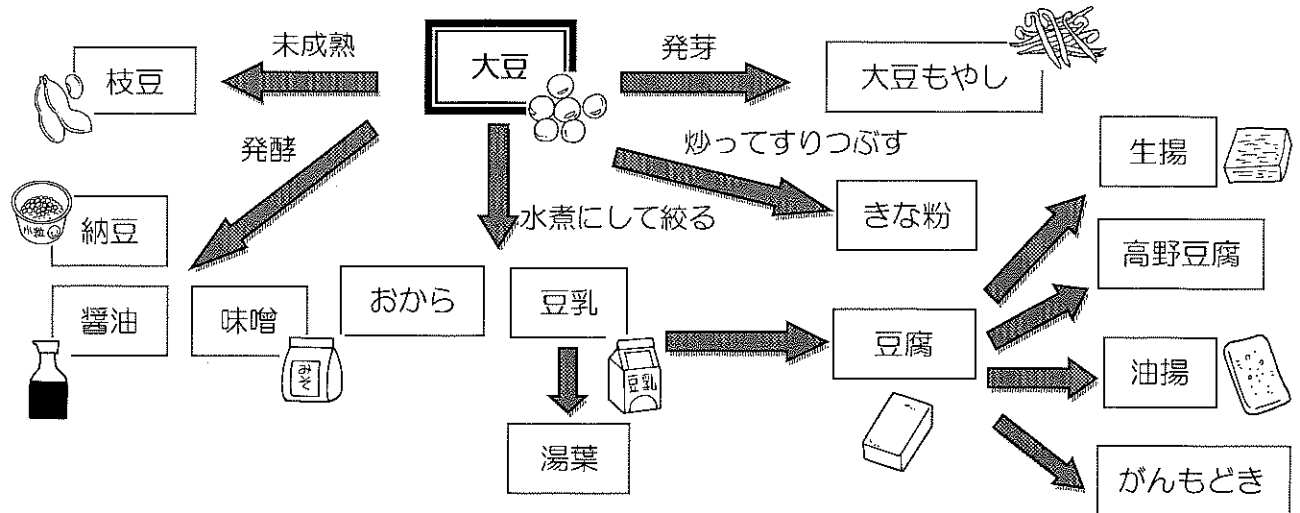 未成熟
大豆
発芽
枝豆
大豆もやし
発酵
炒ってすりつぶす
生揚
小粒
納豆
水煮にして絞る
きな粉
高野豆腐
醤油
味噌
おから
豆乳
豆腐
油揚
みそ
豆乳
湯葉
がんもどき